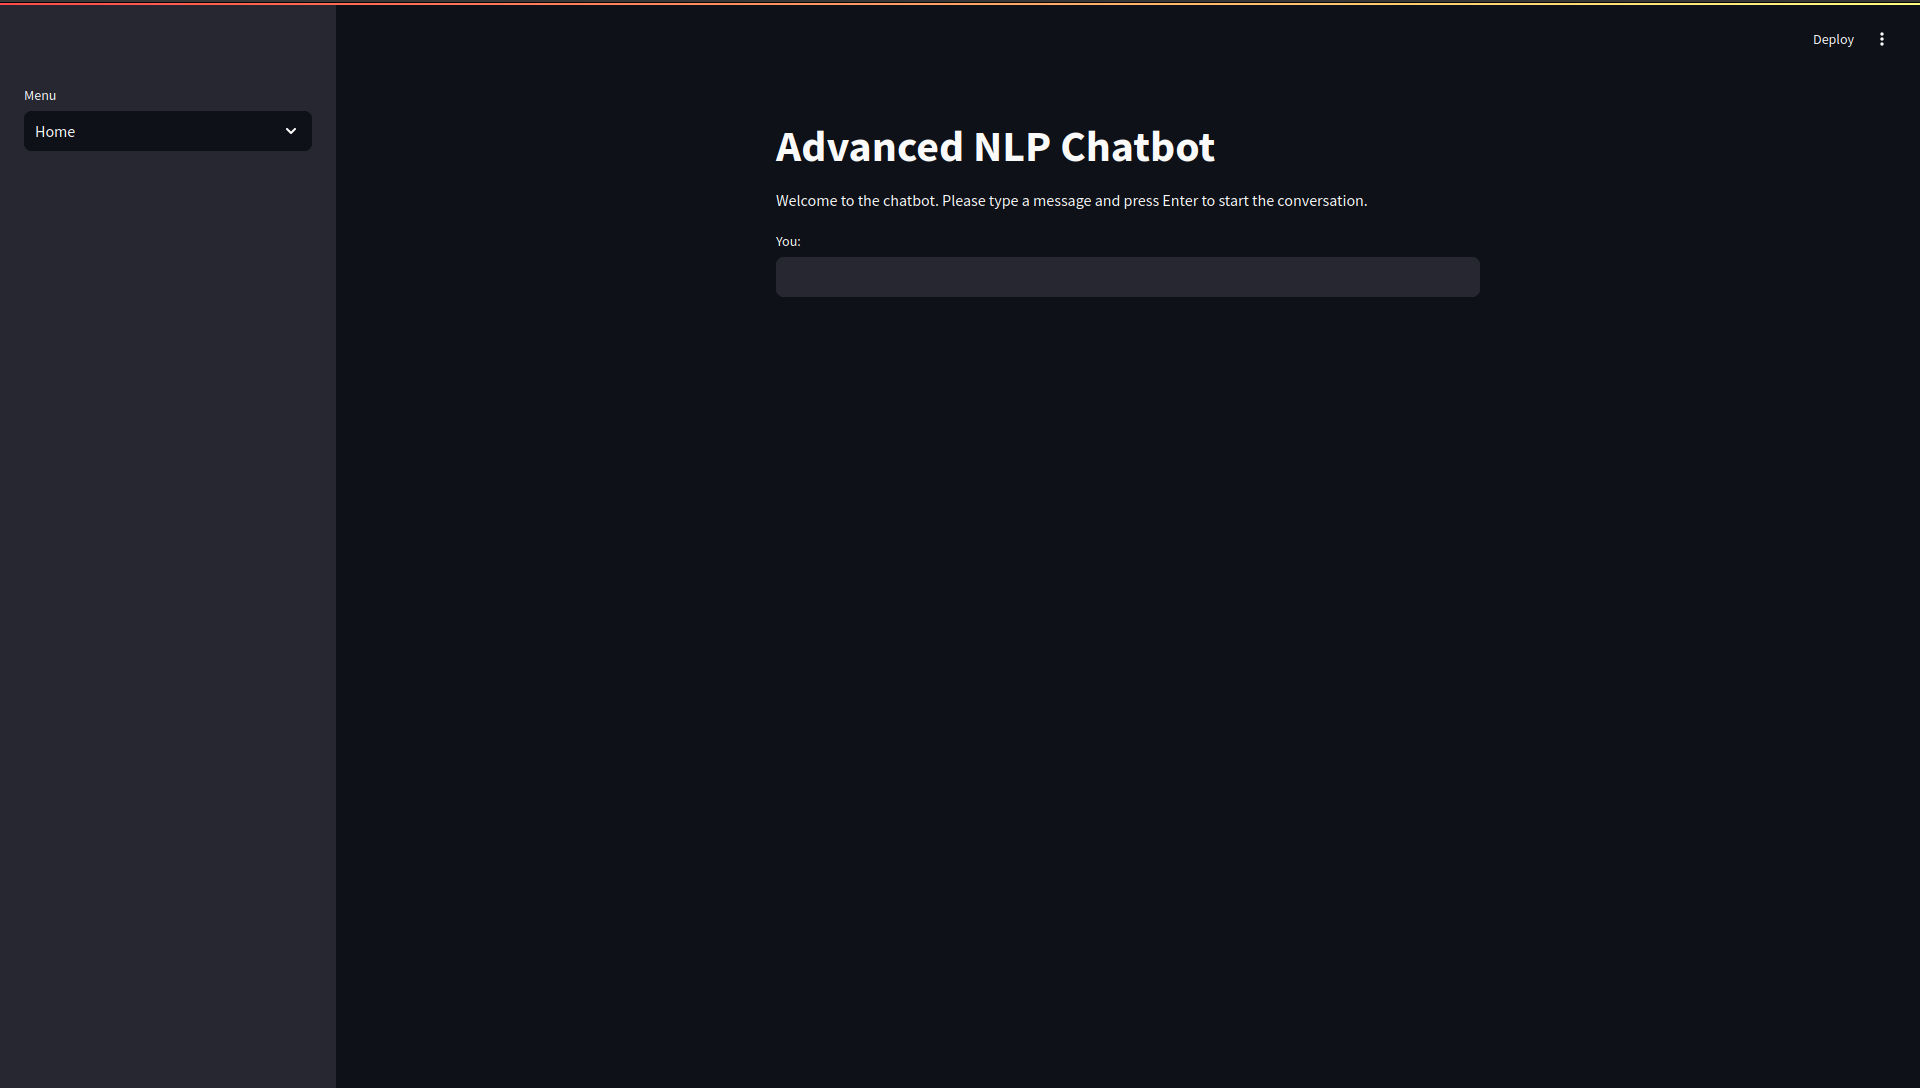 Deploy
Menu
Home
Advanced NLP Chatbot
Welcome to the chatbot. Please type a message and press Enter to start the conversation.
You: